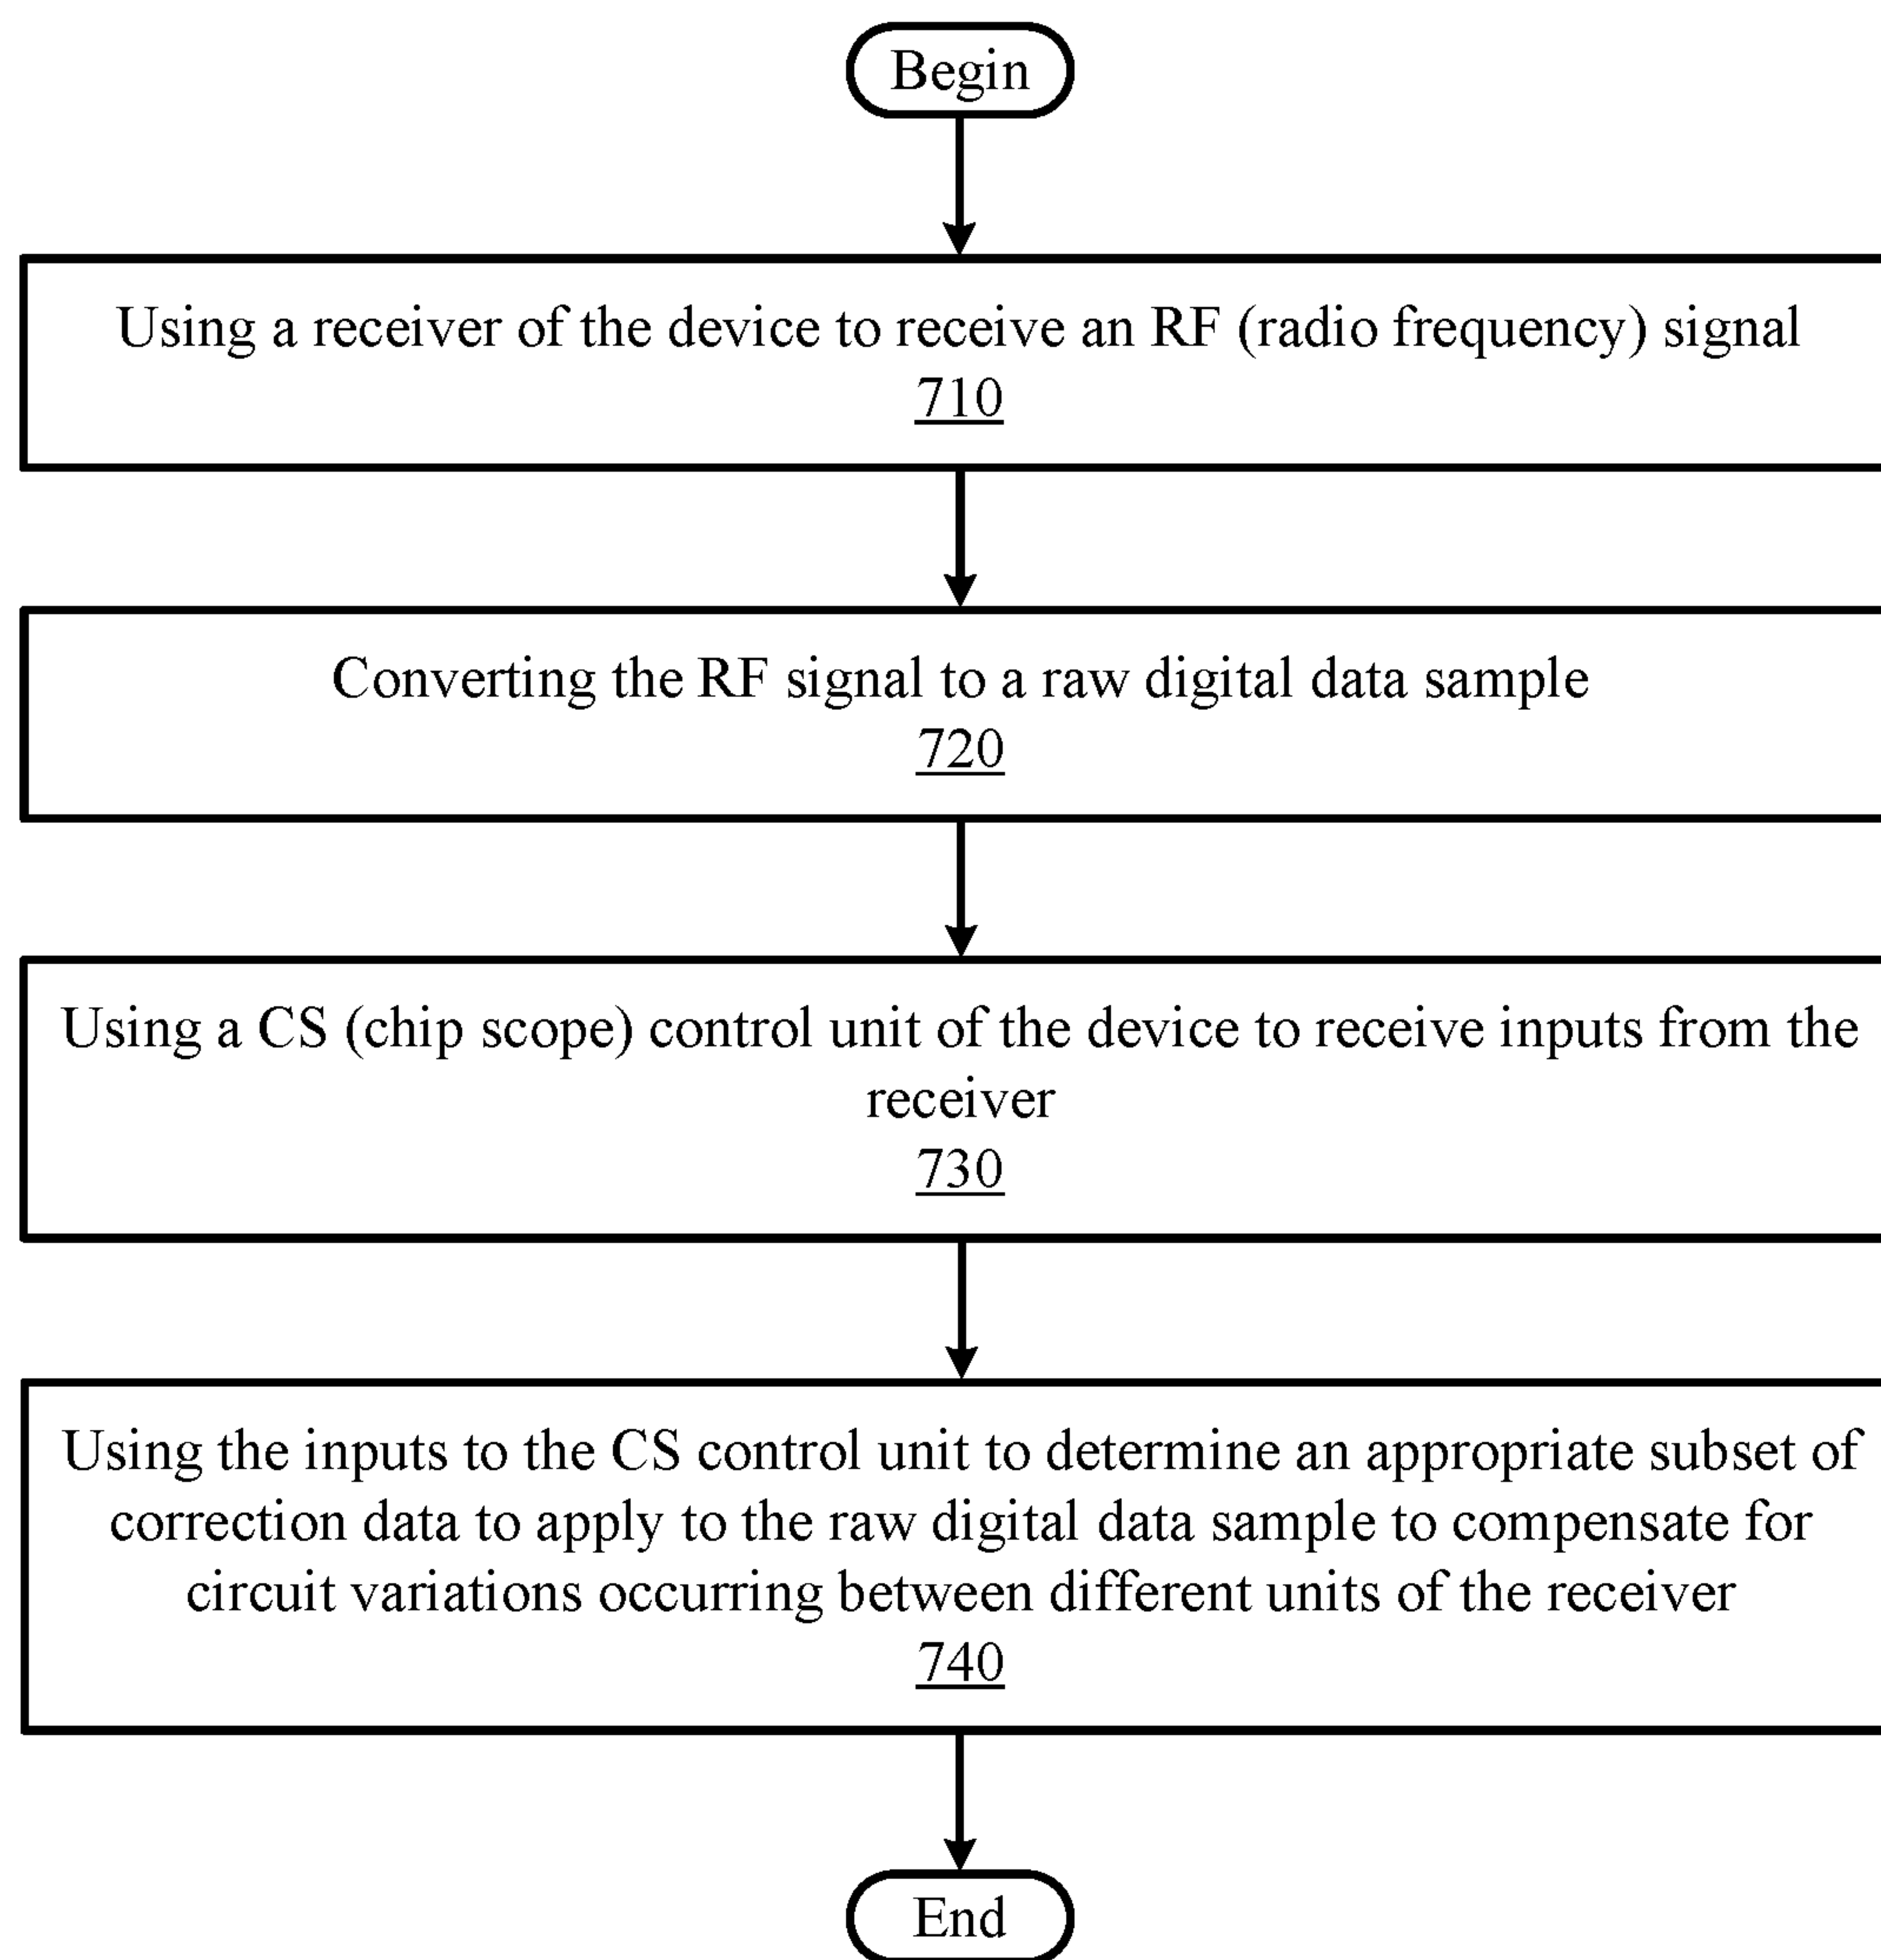 Begin
Using a receiver of the device to receive an RF (radio frequency) signal
710
Converting the RF signal to a raw digital data sample
720
Using a CS (chip scope) control unit of the device to receive inputs from the
receiver
730
Using the inputs to the CS control unit to determine an appropriate subset of
correction data to apply to the raw digital data sample to compensate for
circuit variations occurring between different units of the receiver
740
End